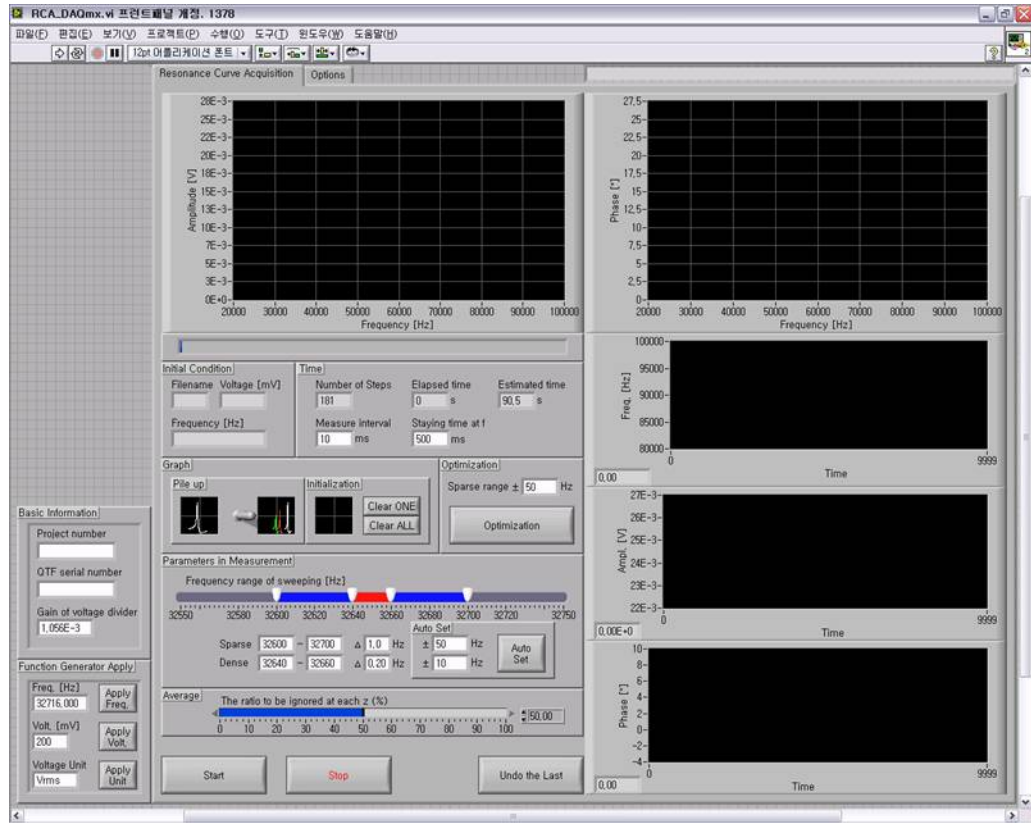 RCA_DAQmx.vi 프런트패널 개정. 1378
파일(F) 편집(E) 보기(V) 프로젝트(P) 수행(O) 도구(T) 윈도우(W) 도움말(H)
12pt 어플리케이션 폰트
Resonance Curve Acquisition Options
28E-3
25E-3
22E-3
20E-3
18E-3
15E-3
13E-3
10E-3
7E-3
5E-3
3E-3
0E+0
Amplitude [V]
20000 30000 40000 50000 60000 70000 80000 90000 100000
Frequency [Hz]
27,5
25
22,5
20
17,5
15
12,5
10
7,5
5
2,5
0
Phase [°]
20000 30000 40000 50000 60000 70000 80000 90000 100000
Frequency [Hz]
Initial Condition
Filename Voltage [mV]
Frequency [Hz]
Time
Number of Steps Elapsed time Estimated time
181 0 s 90,5 s
Measure interval Staying time at f
10 ms 500 ms
Graph
Pile up
Initialization
Clear ONE
Clear ALL
Optimization
Sparse range ± 50 Hz
Optimization
Parameters in Measurement
Frequency range of sweeping [Hz]
32550 32580 32600 32620 32640 32660 32680 32700 32720 32750
Auto Set
Sparse 32600 - 32700 Δ 1,0 Hz ± 50 Hz
Dense 32640 - 32660 Δ 0,20 Hz ± 10 Hz
Auto Set
Average
The ratio to be ignored at each z (%)
0 10 20 30 40 50 60 70 80 90 100
50,00
Start Stop Undo the Last
Basic Information
Project number
QTF serial number
Gain of voltage divider
1,056E-3
Function Generator Apply
Freq. [Hz]
32716,000
Apply Freq.
Volt. [mV]
200
Apply Volt.
Voltage Unit
Vrms
Apply Unit
100000
95000
90000
85000
80000
Freq. [Hz]
0 9999
Time
0,00
27E-3
26E-3
25E-3
24E-3
23E-3
22E-3
Ampl. [V]
0 9999
Time
0,00E+0
10
8
6
4
2
0
-2
-4
Phase [°]
0 9999
Time
0,00